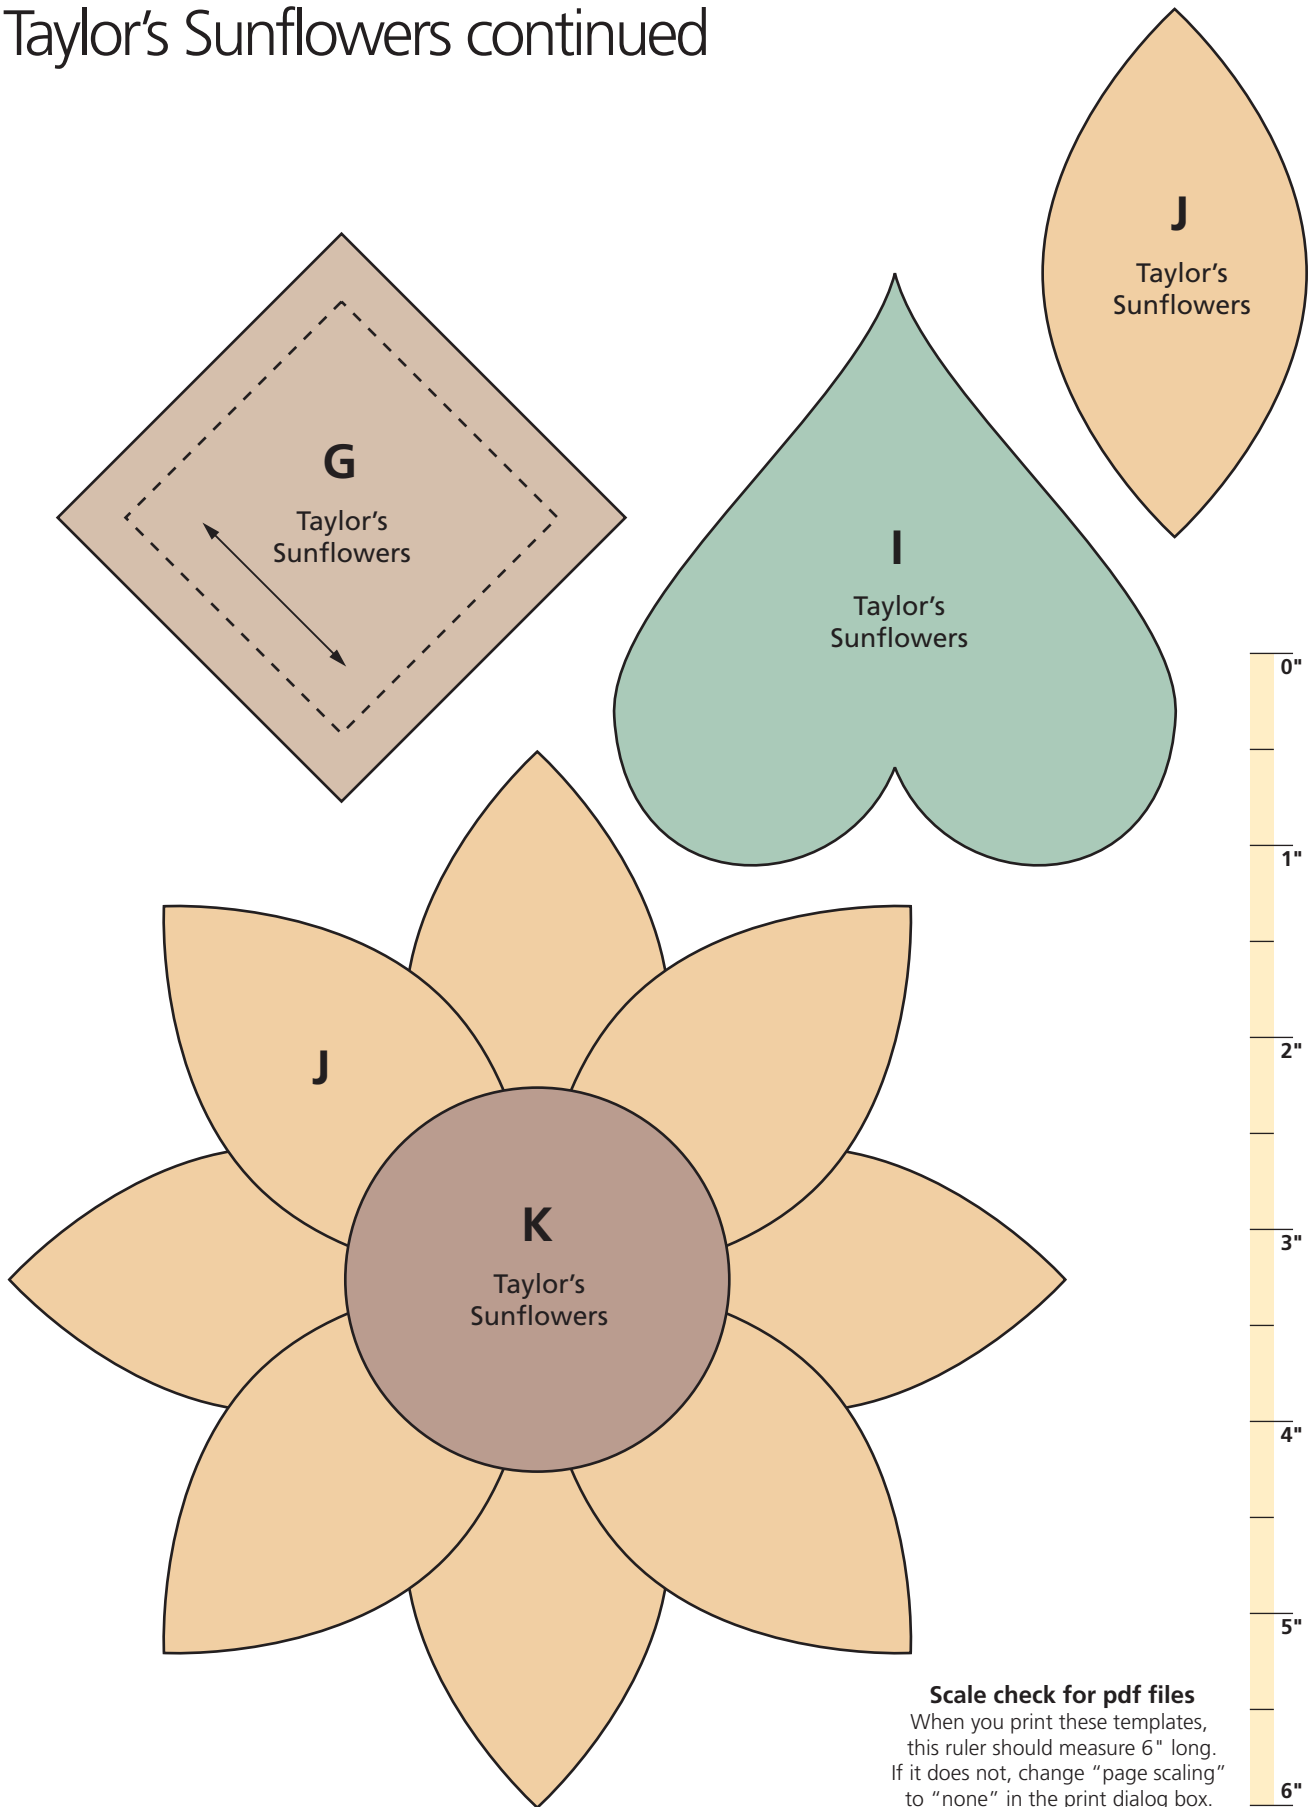 Taylor’s Sunflowers continued
J
Taylor’s
Sunflowers
G
Taylor’s
Sunflowers
I
Taylor’s
Sunflowers
0"
1"
2"
3"
4"
5"
6"
J
K
Taylor’s
Sunflowers
Scale check for pdf files
When you print these templates,
this ruler should measure 6" long.
If it does not, change “page scaling”
to “none” in the print dialog box.